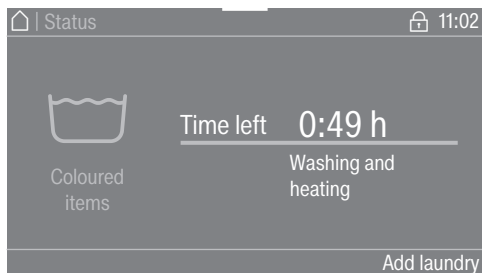 | Status
11:02
Time left 0:49 h
Washing and
heating
Coloured
items
Add laundry